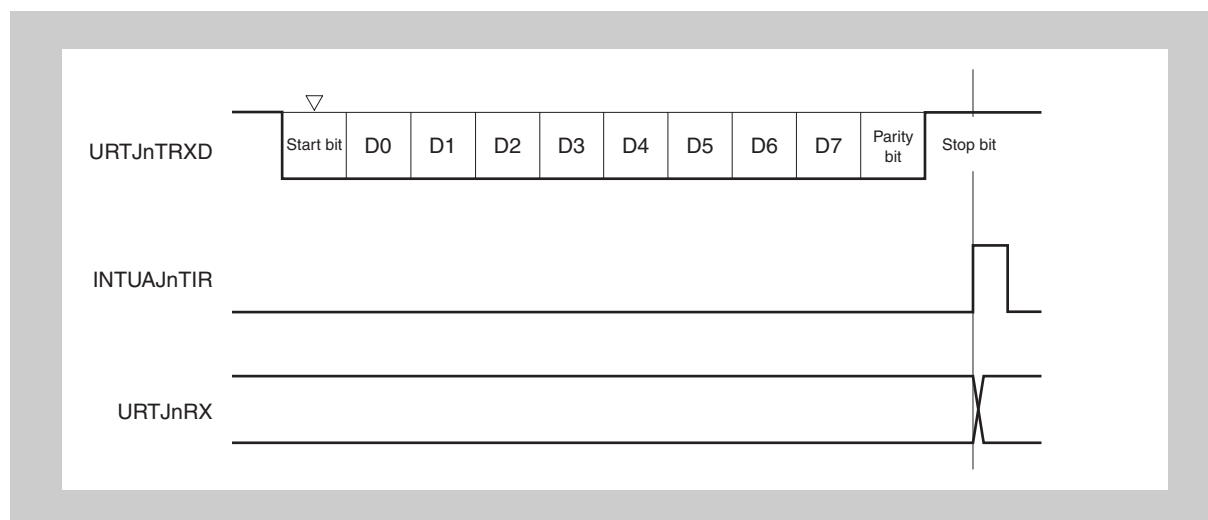 URTJnTRXD
Start bit D0 D1 D2 D3 D4 D5 D6 D7 Parity bit Stop bit
INTUAJnTIR
URTJnRX